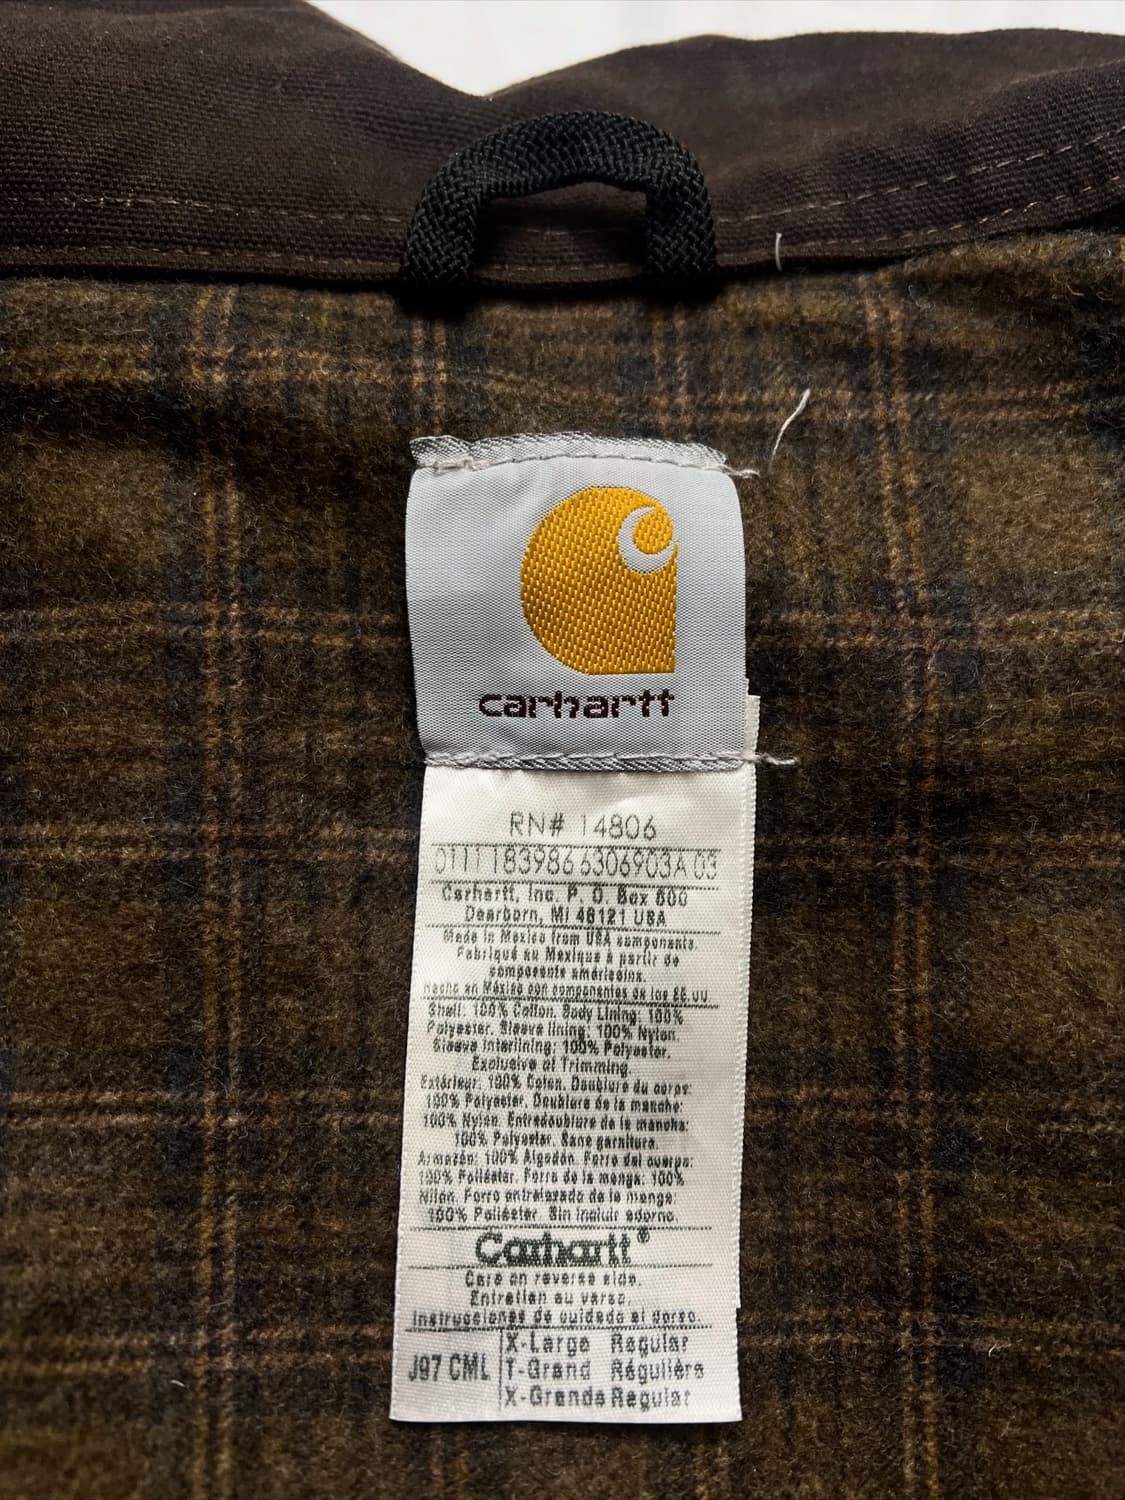 carhartt
RN# 14806
01111839866306903A 03
Carhartt, Inc. P. O. Box 600
Dearborn, MI 48121 USA
Made in Mexico from USA components.
Fabriqué au Mexique à partir de
composants américains.
Hecho en México con componentes de los EE.UU.
Shell: 100% Cotton. Body Lining: 100%
Polyester. Sleeve lining: 100% Nylon.
Sleeve interlining: 100% Polyester.
Exclusive of Trimming.
Extérieur: 100% Coton. Doublure du corps:
100% Polyester. Doublure de la manche:
100% Nylon. Entredoublure de la manche:
100% Polyester. Sans garniture.
Armazón: 100% Algodón. Forro del cuerpo:
100% Poliéster. Forro de la manga: 100%
Nilón. Forro entrelazado de la manga:
100% Poliéster. Sin incluir adorno.
Carhartt®
Care on reverse side.
Entretien au verso.
Instrucciones de cuidado al dorso.
J97 CML
X-Large Regular
T-Grand Régulière
X-Grande Regular